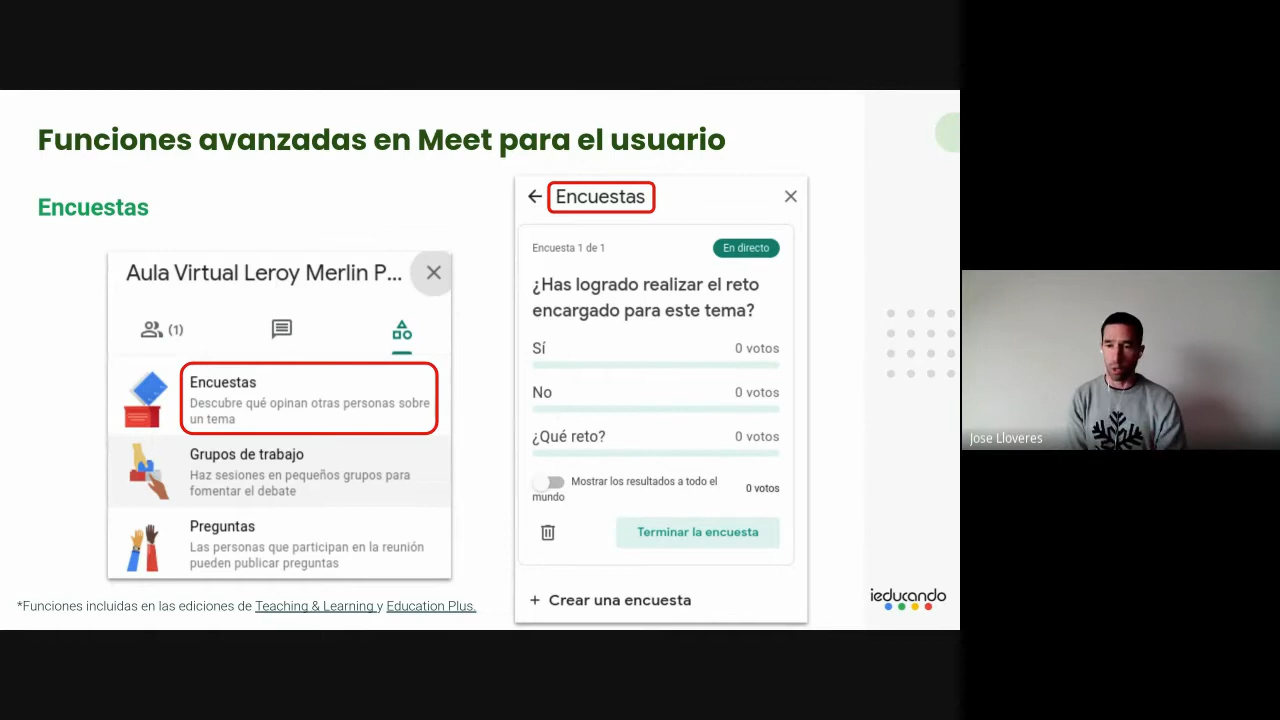 Funciones avanzadas en Meet para el usuario
Encuestas
Aula Virtual Leroy Merlin P...
(1)
Encuestas
Descubre qué opinan otras personas sobre
un tema
Grupos de trabajo
Haz sesiones en pequeños grupos para
fomentar el debate
Preguntas
Las personas que participan en la reunión
pueden publicar preguntas
*Funciones incluidas en las ediciones de Teaching & Learning y Education Plus.
Encuestas
Encuesta 1 de 1
En directo
¿Has logrado realizar el reto
encargado para este tema?
Sí 0 votos
No 0 votos
¿Qué reto? 0 votos
Mostrar los resultados a todo el
mundo
0 votos
Terminar la encuesta
+ Crear una encuesta
ieducando
Jose Lloveres